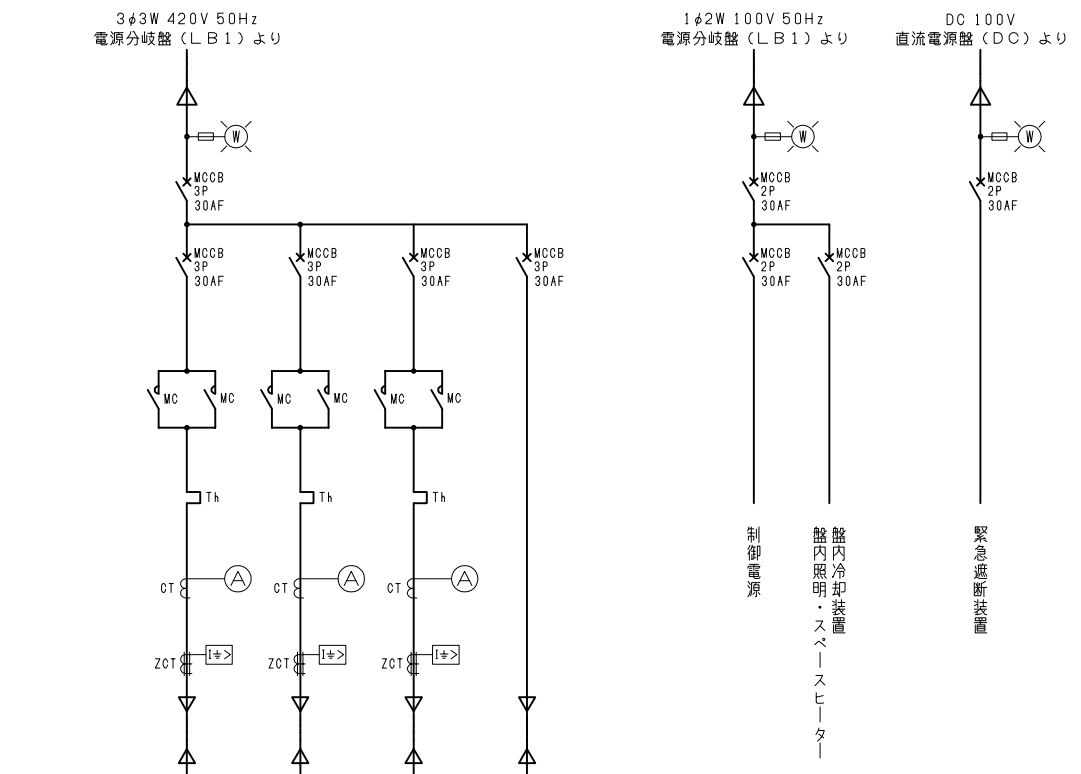 3φ3W 420V 50Hz
電源分岐盤（LB1）より
1φ2W 100V 50Hz
電源分岐盤（LB1）より
DC 100V
直流電源盤（DC）より
W
W
W
MCCB
3P
30AF
MCCB
2P
30AF
MCCB
2P
30AF
MCCB
3P
30AF
MCCB
3P
30AF
MCCB
3P
30AF
MCCB
3P
30AF
MCCB
2P
30AF
MCCB
2P
30AF
MC
MC
MC
MC
MC
MC
Th
Th
Th
CT
A
CT
A
CT
A
ZCT
I⏚>
ZCT
I⏚>
ZCT
I⏚>
制御電源
盤内冷却装置
盤内照明・スペースヒーター
緊急遮断装置